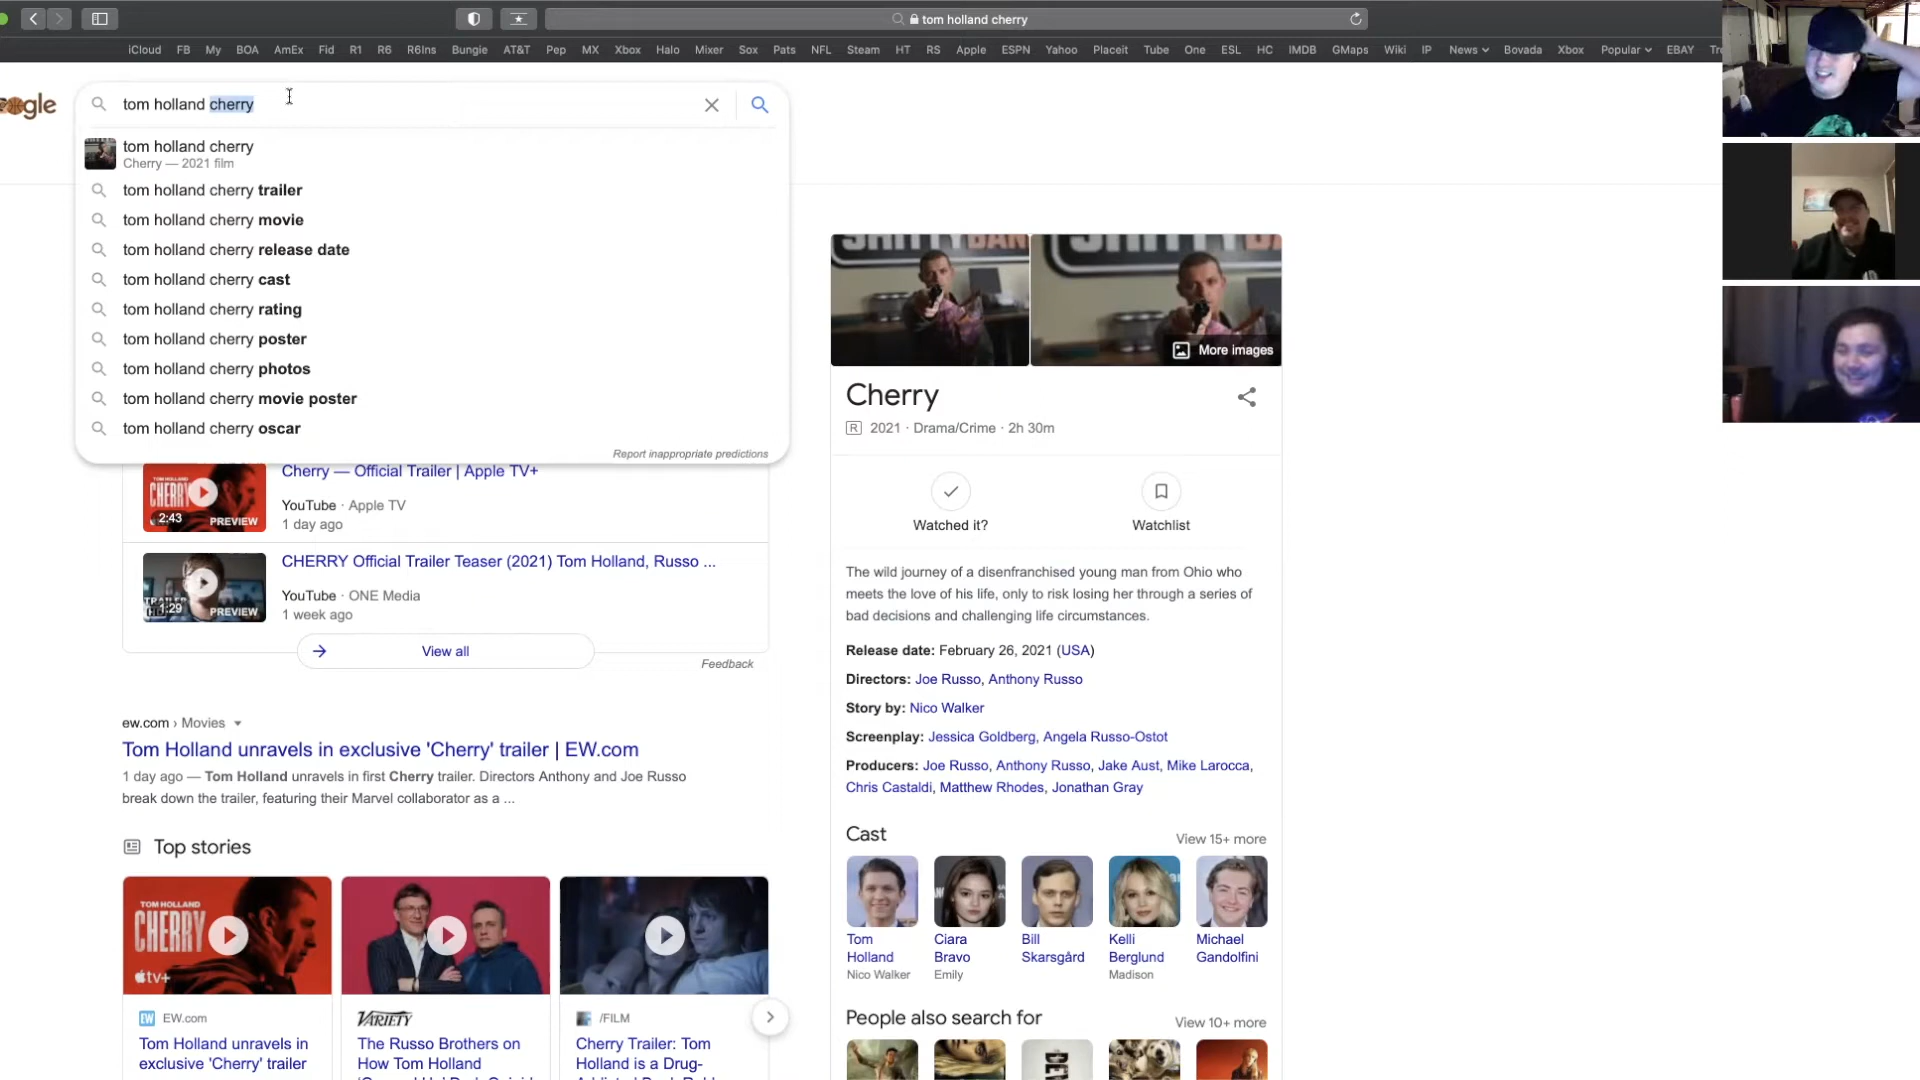 tom holland cherry
iCloud FB My BOA AmEx Fid R1 R6 R6Ins Bungie AT&T Pep MX Xbox Halo Mixer Sox Pats NFL Steam HT RS Apple ESPN Yahoo Placeit Tube One ESL HC IMDB GMaps Wiki IP News Bovada Xbox Popular EBAY
tom holland cherry
tom holland cherry
Cherry — 2021 film
tom holland cherry trailer
tom holland cherry movie
tom holland cherry release date
tom holland cherry cast
tom holland cherry rating
tom holland cherry poster
tom holland cherry photos
tom holland cherry movie poster
tom holland cherry oscar
Report inappropriate predictions
TOM HOLLAND
CHERRY
2:43 PREVIEW
Cherry — Official Trailer | Apple TV+
YouTube · Apple TV
1 day ago
1:29 PREVIEW
CHERRY Official Trailer Teaser (2021) Tom Holland, Russo ...
YouTube · ONE Media
1 week ago
View all
Feedback
ew.com › Movies
Tom Holland unravels in exclusive 'Cherry' trailer | EW.com
1 day ago — Tom Holland unravels in first Cherry trailer. Directors Anthony and Joe Russo
break down the trailer, featuring their Marvel collaborator as a ...
Top stories
TOM HOLLAND
CHERRY
tv+
EW EW.com
Tom Holland unravels in
exclusive 'Cherry' trailer
VARIETY
The Russo Brothers on
How Tom Holland
/FILM
Cherry Trailer: Tom
Holland is a Drug-
More images
Cherry
R 2021 · Drama/Crime · 2h 30m
Watched it?
Watchlist
The wild journey of a disenfranchised young man from Ohio who
meets the love of his life, only to risk losing her through a series of
bad decisions and challenging life circumstances.
Release date: February 26, 2021 (USA)
Directors: Joe Russo, Anthony Russo
Story by: Nico Walker
Screenplay: Jessica Goldberg, Angela Russo-Ostot
Producers: Joe Russo, Anthony Russo, Jake Aust, Mike Larocca,
Chris Castaldi, Matthew Rhodes, Jonathan Gray
Cast
View 15+ more
Tom
Holland
Nico Walker
Ciara
Bravo
Emily
Bill
Skarsgård
Kelli
Berglund
Madison
Michael
Gandolfini
People also search for
View 10+ more